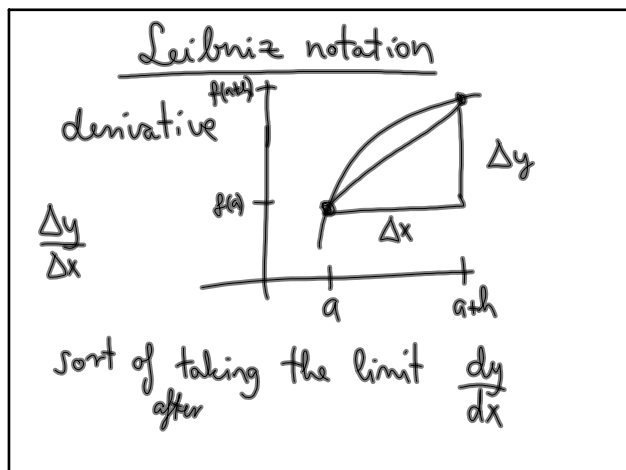 Leibniz notation
f(a+h)
derivative
f(a)
Δy
Δy
Δx
Δx
a
a+h
sort of taking the limit dy
after
dx